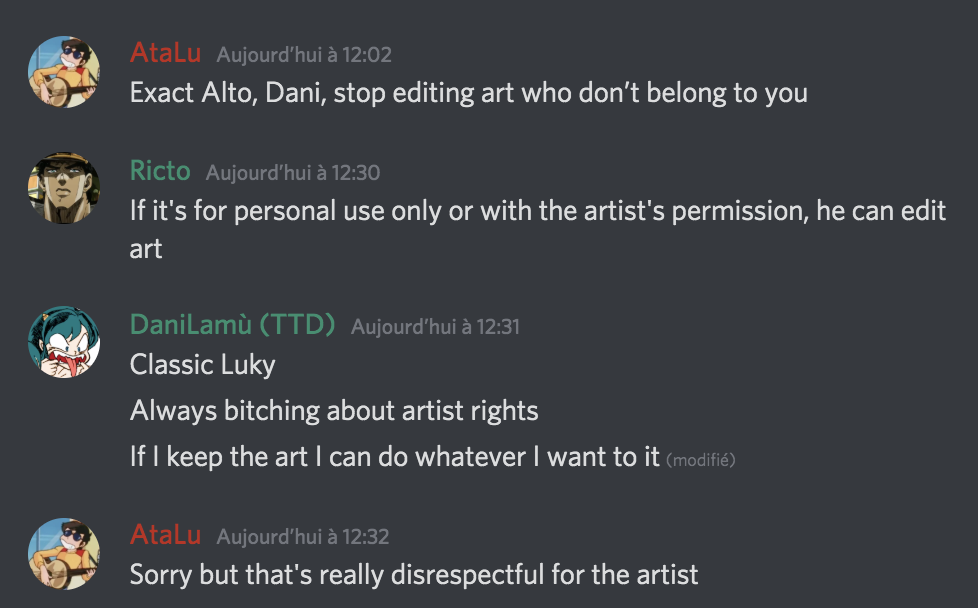 AtaLu Aujourd'hui à 12:02
Exact Alto, Dani, stop editing art who don't belong to you
Ricto Aujourd'hui à 12:30
If it's for personal use only or with the artist's permission, he can edit
art
DaniLamù (TTD) Aujourd'hui à 12:31
Classic Luky
Always bitching about artist rights
If I keep the art I can do whatever I want to it (modifié)
AtaLu Aujourd'hui à 12:32
Sorry but that's really disrespectful for the artist